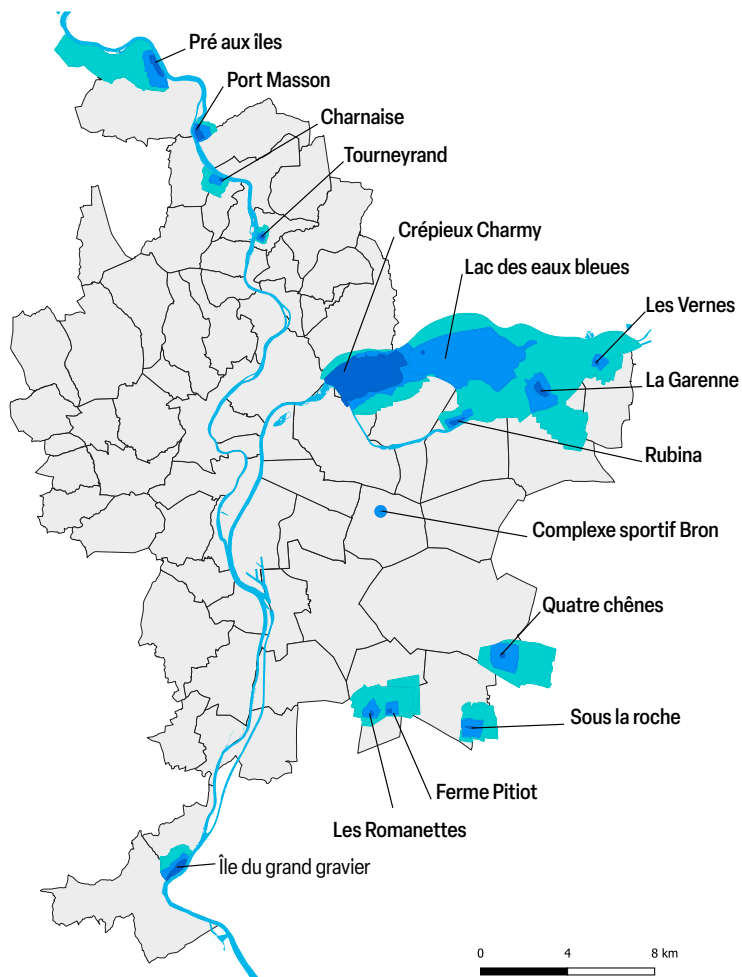 Pré aux îles
Port Masson
Charnaise
Tourneyrand
Crépieux Charmy
Lac des eaux bleues
Les Vernes
La Garenne
Rubina
Complexe sportif Bron
Quatre chênes
Sous la roche
Ferme Pitiot
Les Romanettes
Île du grand gravier
0 4 8 km